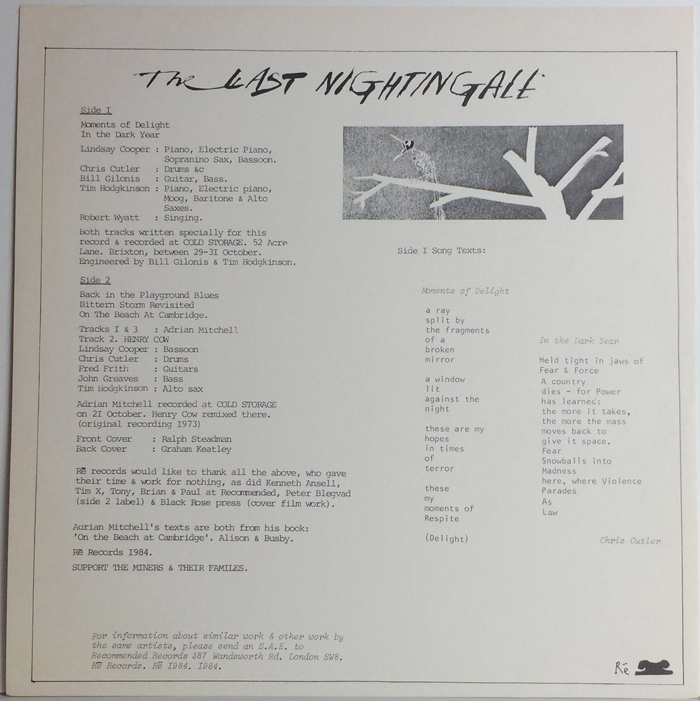 The LAST NIGHTINGALE
Side I
Moments of Delight
In the Dark Year
Lindsay Cooper : Piano, Electric Piano,
Sopranino Sax, Bassoon.
Chris Cutler : Drums &c
Bill Gilonis : Guitar, Bass.
Tim Hodgkinson : Piano, Electric piano,
Moog, Baritone & Alto
Saxes.
Robert Wyatt : Singing.
Both tracks written specially for this
record & recorded at COLD STORAGE. 52 Acre
Lane. Brixton, between 29-3I October.
Engineered by Bill Gilonis & Tim Hodgkinson.
Side 2
Back in the Playground Blues
Bittern Storm Revisited
On The Beach At Cambridge.
Tracks I & 3 : Adrian Mitchell
Track 2. HENRY COW
Lindsay Cooper : Bassoon
Chris Cutler : Drums
Fred Frith : Guitars
John Greaves : Bass
Tim Hodgkinson : Alto sax
Adrian Mitchell recorded at COLD STORAGE
on 2I October. Henry Cow remixed there.
(original recording I973)
Front Cover : Ralph Steadman
Back Cover : Graham Keatley
Rē records would like to thank all the above, who gave
their time & work for nothing, as did Kenneth Ansell,
Tim X, Tony, Brian & Paul at Recommended, Peter Blegvad
(side 2 label) & Black Rose press (cover film work).
Adrian Mitchell's texts are both from his book:
'On the Beach at Cambridge'. Alison & Busby.
Rē Records I984.
SUPPORT THE MINERS & THEIR FAMILES.
For information about similar work & other work by
the same artists, please send an S.A.E. to
Recommended Records 387 Wandsworth Rd. London SW8.
Rē Records. Rē I984. I984.
Side I Song Texts:
Moments of Delight
a ray
split by
the fragments
of a
broken
mirror
a window
lit
against the
night
these are my
hopes
in times
of
terror
these
my
moments of
Respite
(Delight)
In the Dark Year
Held tight in jaws of
Fear & Force
A country
dies - for Power
has learned:
the more it takes,
the more the mass
moves back to
give it space.
Fear
Snowballs into
Madness
here, where Violence
Parades
As
Law
Chris Cutler
Rē